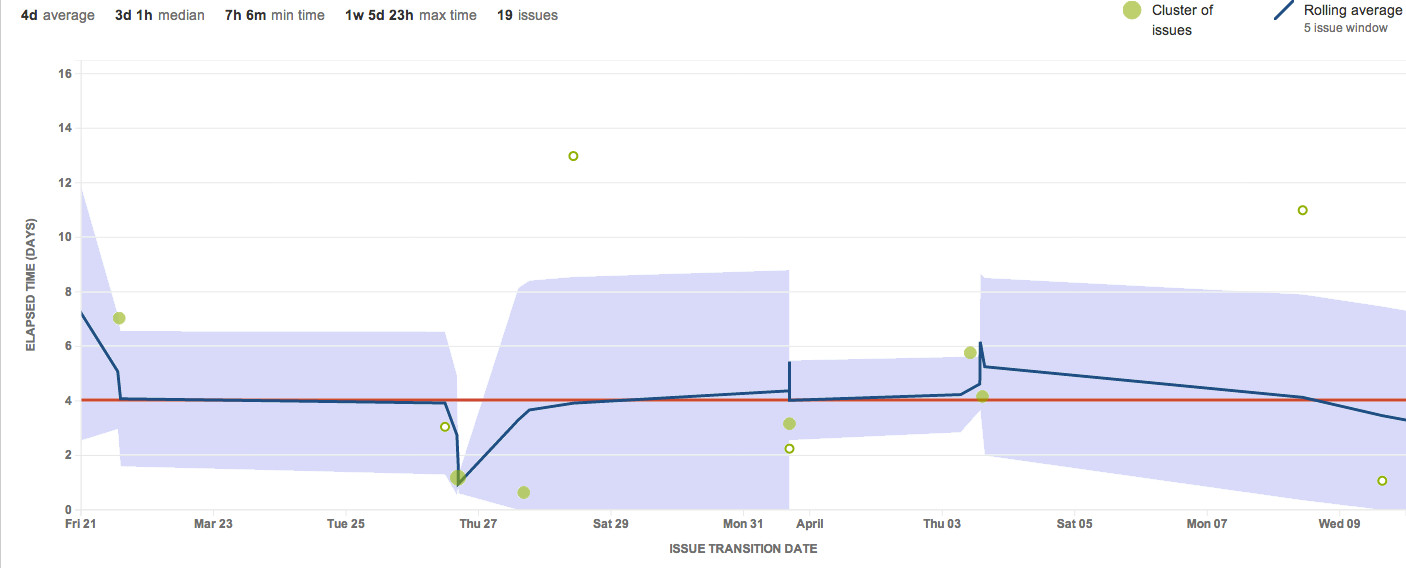 4d average 3d 1h median 7h 6m min time 1w 5d 23h max time 19 issues
Cluster of
issues
Rolling average
5 issue window
ELAPSED TIME (DAYS)
16
14
12
10
8
6
4
2
0
Fri 21 Mar 23 Tue 25 Thu 27 Sat 29 Mon 31 April Thu 03 Sat 05 Mon 07 Wed 09
ISSUE TRANSITION DATE